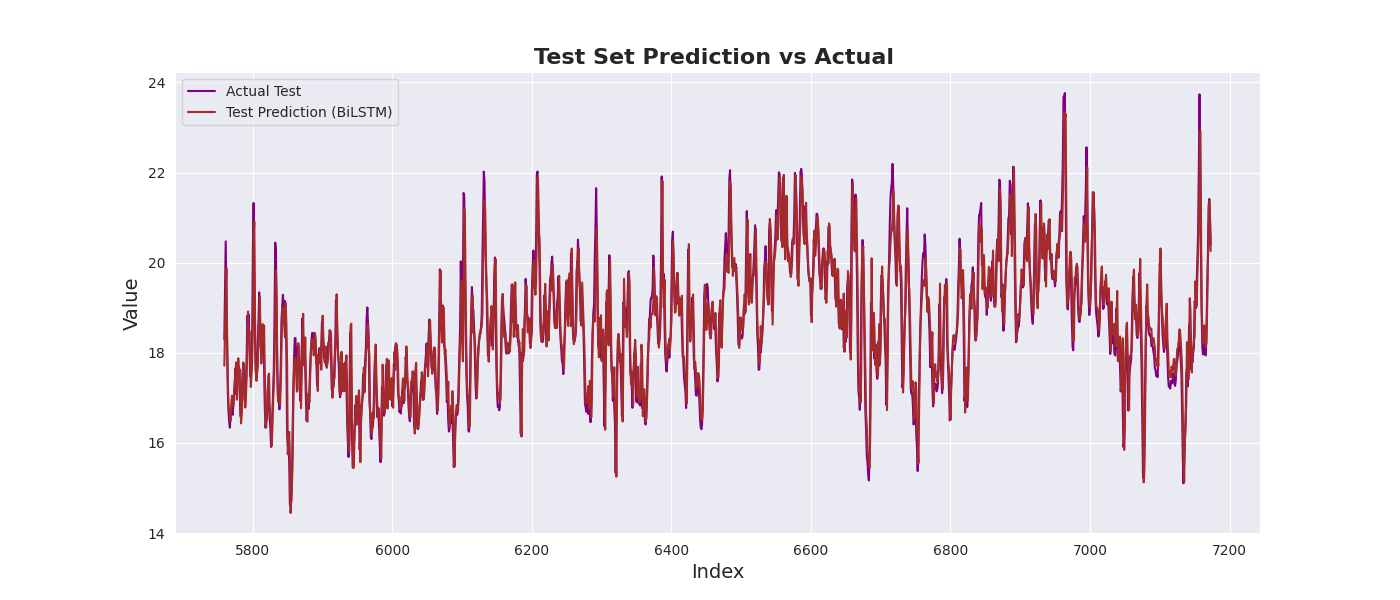 Test Set Prediction vs Actual
Actual Test
Test Prediction (BiLSTM)
Value
24
22
20
18
16
14
5800 6000 6200 6400 6600 6800 7000 7200
Index